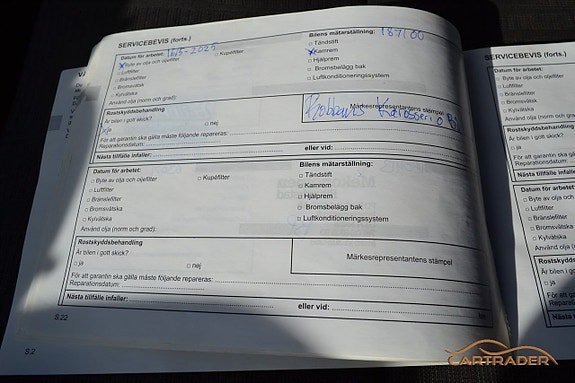 SERVICEBEVIS (forts.)
Datum för arbetet: 16/3-2025
Bilens mätarställning: 187100
x Byte av olja och oljefilter □ Kupéfilter □ Tändstift
□ Luftfilter x Kamrem
□ Bränslefilter □ Hjälprem
□ Bromsvätska □ Bromsbelägg bak
□ Kylvätska □ Luftkonditioneringssystem
Använd olja (norm och grad):
Rostskyddsbehandling
Är bilen i gott skick?
Märkesrepresentantens stämpel
x ja □ nej
För att garantin ska gälla måste följande repareras:
Reparationsdatum:
Nästa tillfälle infaller: eller vid:
Datum för arbetet: Bilens mätarställning:
□ Byte av olja och oljefilter □ Kupéfilter □ Tändstift
□ Luftfilter □ Kamrem
□ Bränslefilter □ Hjälprem
□ Bromsvätska □ Bromsbelägg bak
□ Kylvätska □ Luftkonditioneringssystem
Använd olja (norm och grad):
Rostskyddsbehandling
Är bilen i gott skick?
□ ja □ nej
Märkesrepresentantens stämpel
För att garantin ska gälla måste följande repareras:
Reparationsdatum:
Nästa tillfälle infaller: eller vid: km
S.22
S.2
SERVICEBEVIS (forts.)
Datum för arbetet:
□ Byte av olja och oljefilter
□ Luftfilter
□ Bränslefilter
□ Bromsvätska
□ Kylvätska
Använd olja (norm och grad)
Rostskyddsbehandling
Är bilen i gott skick?
□ ja
För att garantin ska
Reparationsdatum:
Nästa tillfälle
Datum för arbetet:
□ Byte av olja och
□ Luftfilter
□ Bränslefilter
□ Bromsvätska
□ Kylvätska
Använd olja (norm
Rostskyddsbehandling
Är bilen i gott
□ ja
För att garantin
Reparationsdatum
Nästa
CARTRADER